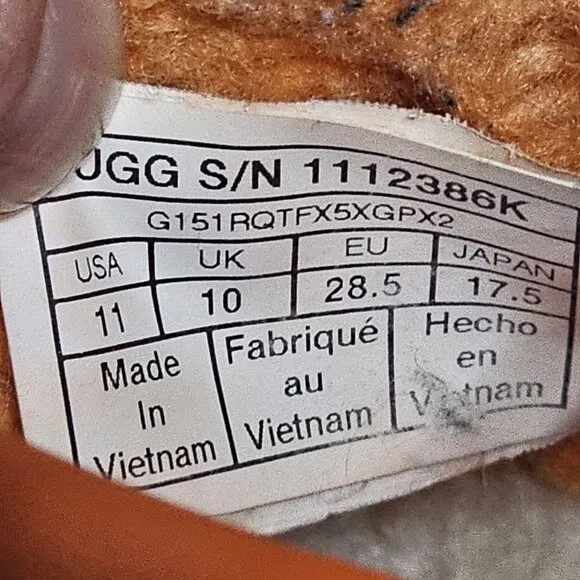 UGG S/N 1112386K
G151RQTFX5XGPX2
USA UK EU JAPAN
11 10 28.5 17.5
Made In Vietnam
Fabriqué au Vietnam
Hecho en Vietnam